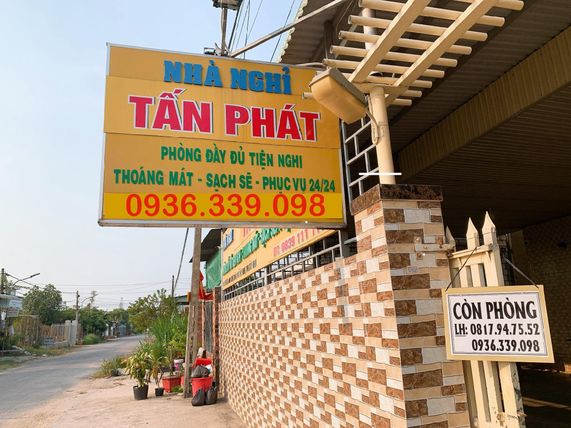 NHÀ NGHỈ
TẤN PHÁT
PHÒNG ĐẦY ĐỦ TIỆN NGHI
THOÁNG MÁT - SẠCH SẼ - PHỤC VỤ 24/24
0936.339.098
CÒN PHÒNG
LH: 0817.94.75.52
0936.339.098